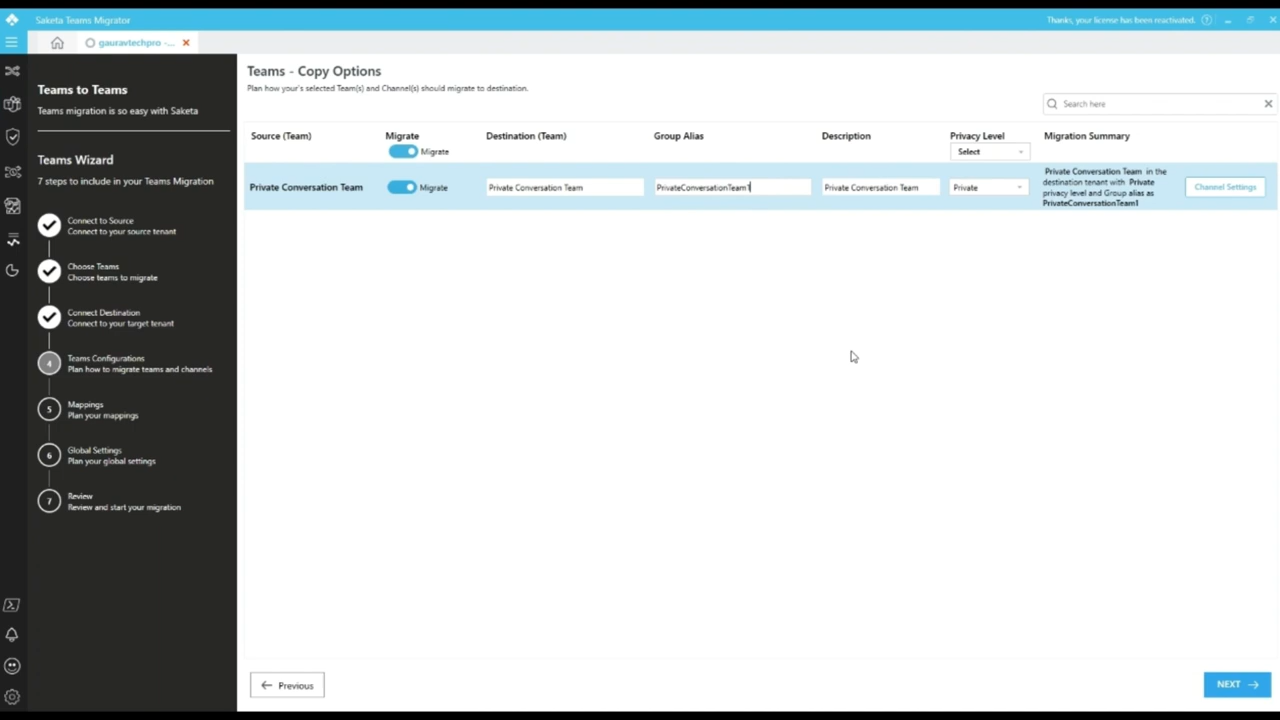 Saketa Teams Migrator
Thanks, your license has been reactivated.
gauravtechpro -...
Teams to Teams
Teams migration is so easy with Saketa
Teams Wizard
7 steps to include in your Teams Migration
Connect to Source
Connect to your source tenant
Choose Teams
Choose teams to migrate
Connect Destination
Connect to your target tenant
4
Teams Configurations
Plan how to migrate teams and channels
5
Mappings
Plan your mappings
6
Global Settings
Plan your global settings
7
Review
Review and start your migration
Teams - Copy Options
Plan how your's selected Team(s) and Channel(s) should migrate to destination.
Search here
Source (Team) Migrate Destination (Team) Group Alias Description Privacy Level Migration Summary
Migrate Select
Private Conversation Team Migrate Private Conversation Team PrivateConversationTeam1 Private Conversation Team Private
Private Conversation Team in the
destination tenant with Private
privacy level and Group alias as
PrivateConversationTeam1
Channel Settings
Previous
NEXT